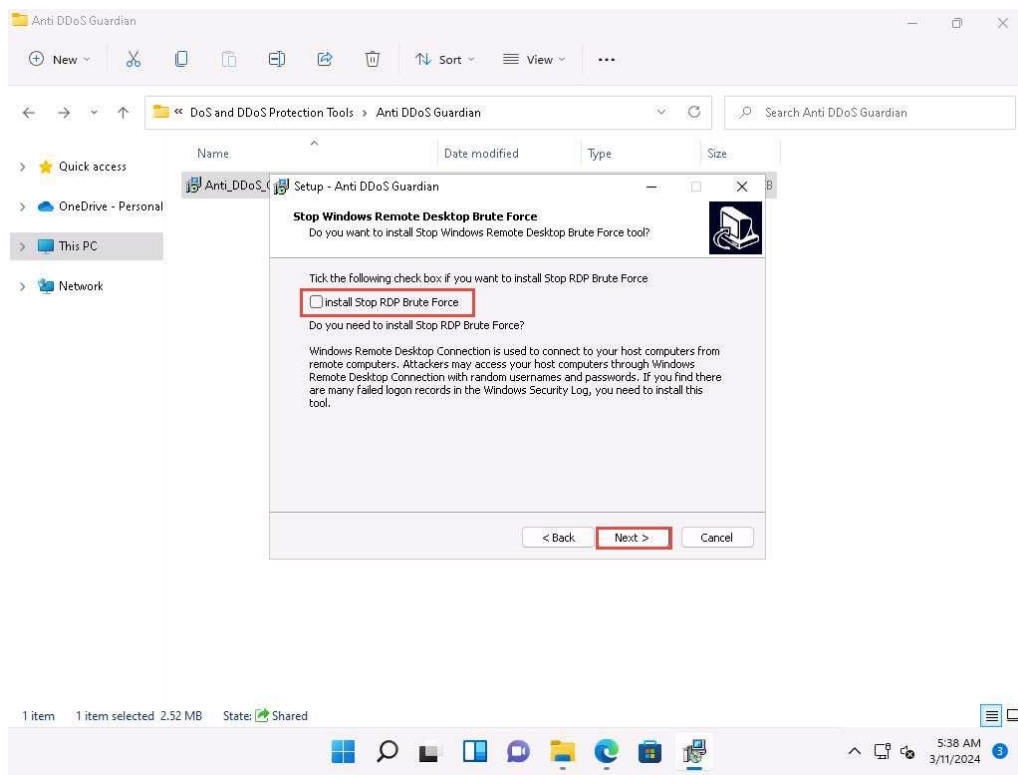 Anti DDoS Guardian
New
Sort
View
« DoS and DDoS Protection Tools › Anti DDoS Guardian
Search Anti DDoS Guardian
Name Date modified Type Size
Quick access
OneDrive - Personal
This PC
Network
Anti_DDoS_
Setup - Anti DDoS Guardian
Stop Windows Remote Desktop Brute Force
Do you want to install Stop Windows Remote Desktop Brute Force tool?
Tick the following check box if you want to install Stop RDP Brute Force
install Stop RDP Brute Force
Do you need to install Stop RDP Brute Force?
Windows Remote Desktop Connection is used to connect to your host computers from
remote computers. Attackers may access your host computers through Windows
Remote Desktop Connection with random usernames and passwords. If you find there
are many failed logon records in the Windows Security Log, you need to install this
tool.
< Back Next > Cancel
1 item 1 item selected 2.52 MB State: Shared
5:38 AM
3/11/2024
3